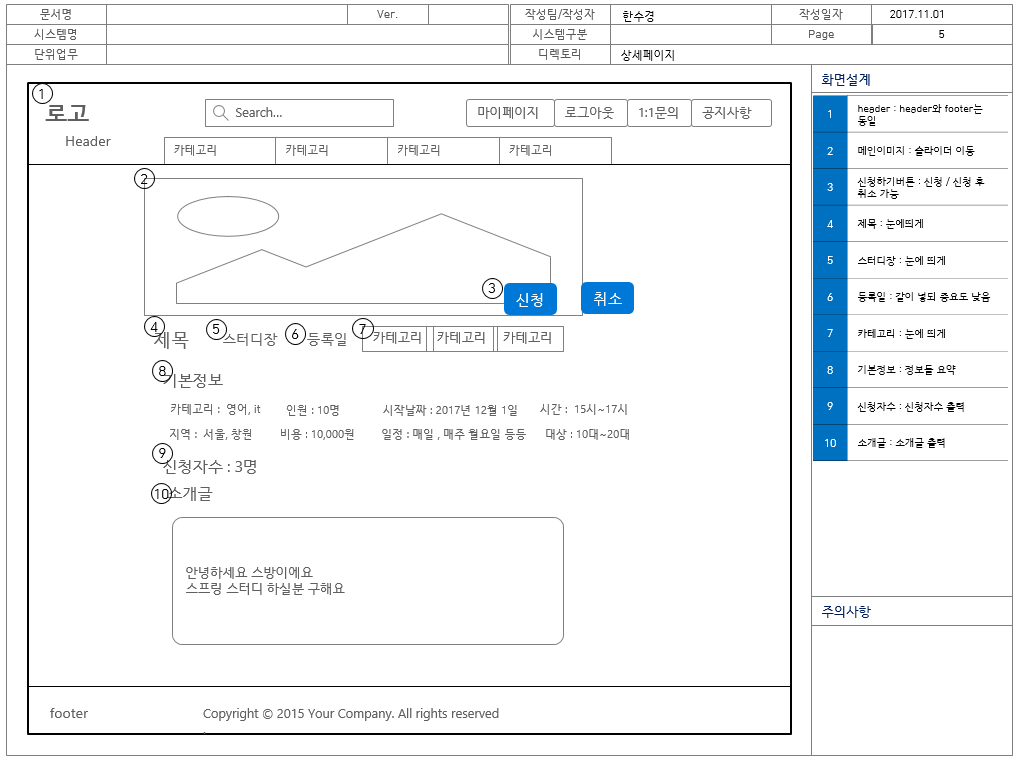 문서명 Ver. 작성팀/작성자 한수경 작성일자 2017.11.01
시스템명 시스템구분 Page 5
단위업무 디렉토리 상세페이지
1
로고
Header
Search...
마이페이지 로그아웃 1:1문의 공지사항
카테고리 카테고리 카테고리 카테고리
2
3
신청 취소
4 제목 5 스터디장 6 등록일 7 카테고리 카테고리 카테고리
8
기본정보
카테고리 : 영어, it 인원 : 10명 시작날짜 : 2017년 12월 1일 시간 : 15시~17시
지역 : 서울, 창원 비용 : 10,000원 일정 : 매일 , 매주 월요일 등등 대상 : 10대~20대
9
신청자수 : 3명
10 소개글
안녕하세요 스방이에요
스프링 스터디 하실분 구해요
footer Copyright © 2015 Your Company. All rights reserved
.
화면설계
1 header : header와 footer는
동일
2 메인이미지 : 슬라이더 이동
3 신청하기버튼 : 신청 / 신청 후
취소 가능
4 제목 : 눈에띄게
5 스터디장 : 눈에 띄게
6 등록일 : 같이 넣되 중요도 낮음
7 카테고리 : 눈에 띄게
8 기본정보 : 정보들 요약
9 신청자수 : 신청자수 출력
10 소개글 : 소개글 출력
주의사항